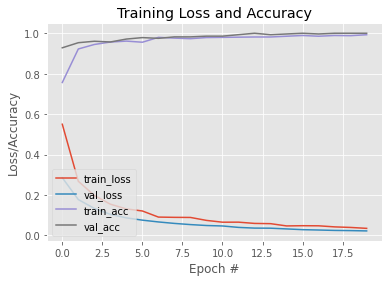 Training Loss and Accuracy
Loss/Accuracy
1.0
0.8
0.6
0.4
0.2
0.0
train_loss
val_loss
train_acc
val_acc
0.0 2.5 5.0 7.5 10.0 12.5 15.0 17.5
Epoch #